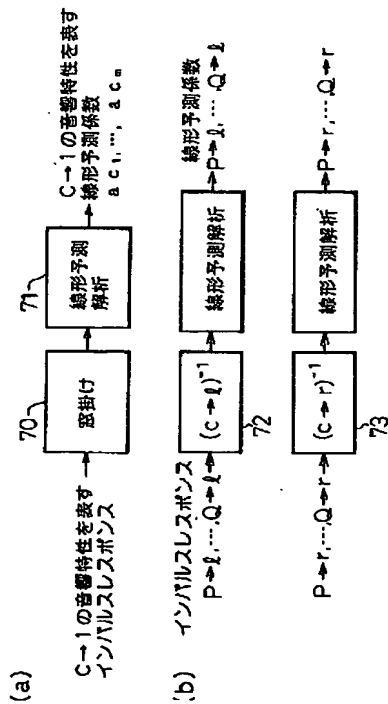 (a)
C→1の音響特性を表す
インパルスレスポンス
70
窓掛け
71
線形予測
解析
C→1の音響特性を表す
線形予測係数
ac₁,…, acₘ
(b)
インパルスレスポンス
P→ℓ,…,Q→ℓ
(c→ℓ)⁻¹
72
線形予測解析
線形予測係数
P→ℓ,…,Q→ℓ
P→r,…,Q→r
(c→r)⁻¹
73
線形予測解析
P→r,…,Q→r